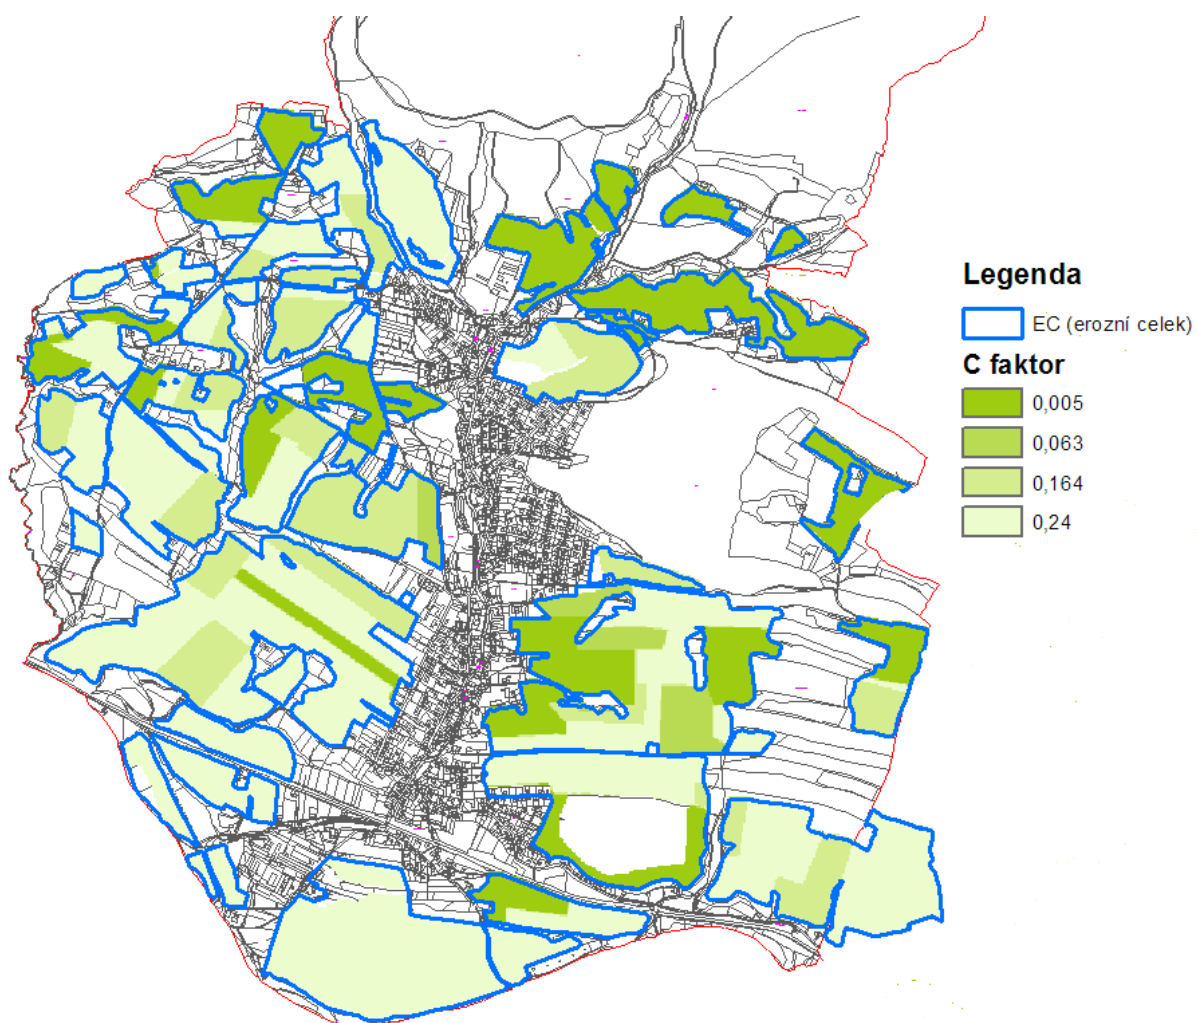 Legenda
EC (erozní celek)
C faktor
0,005
0,063
0,164
0,24